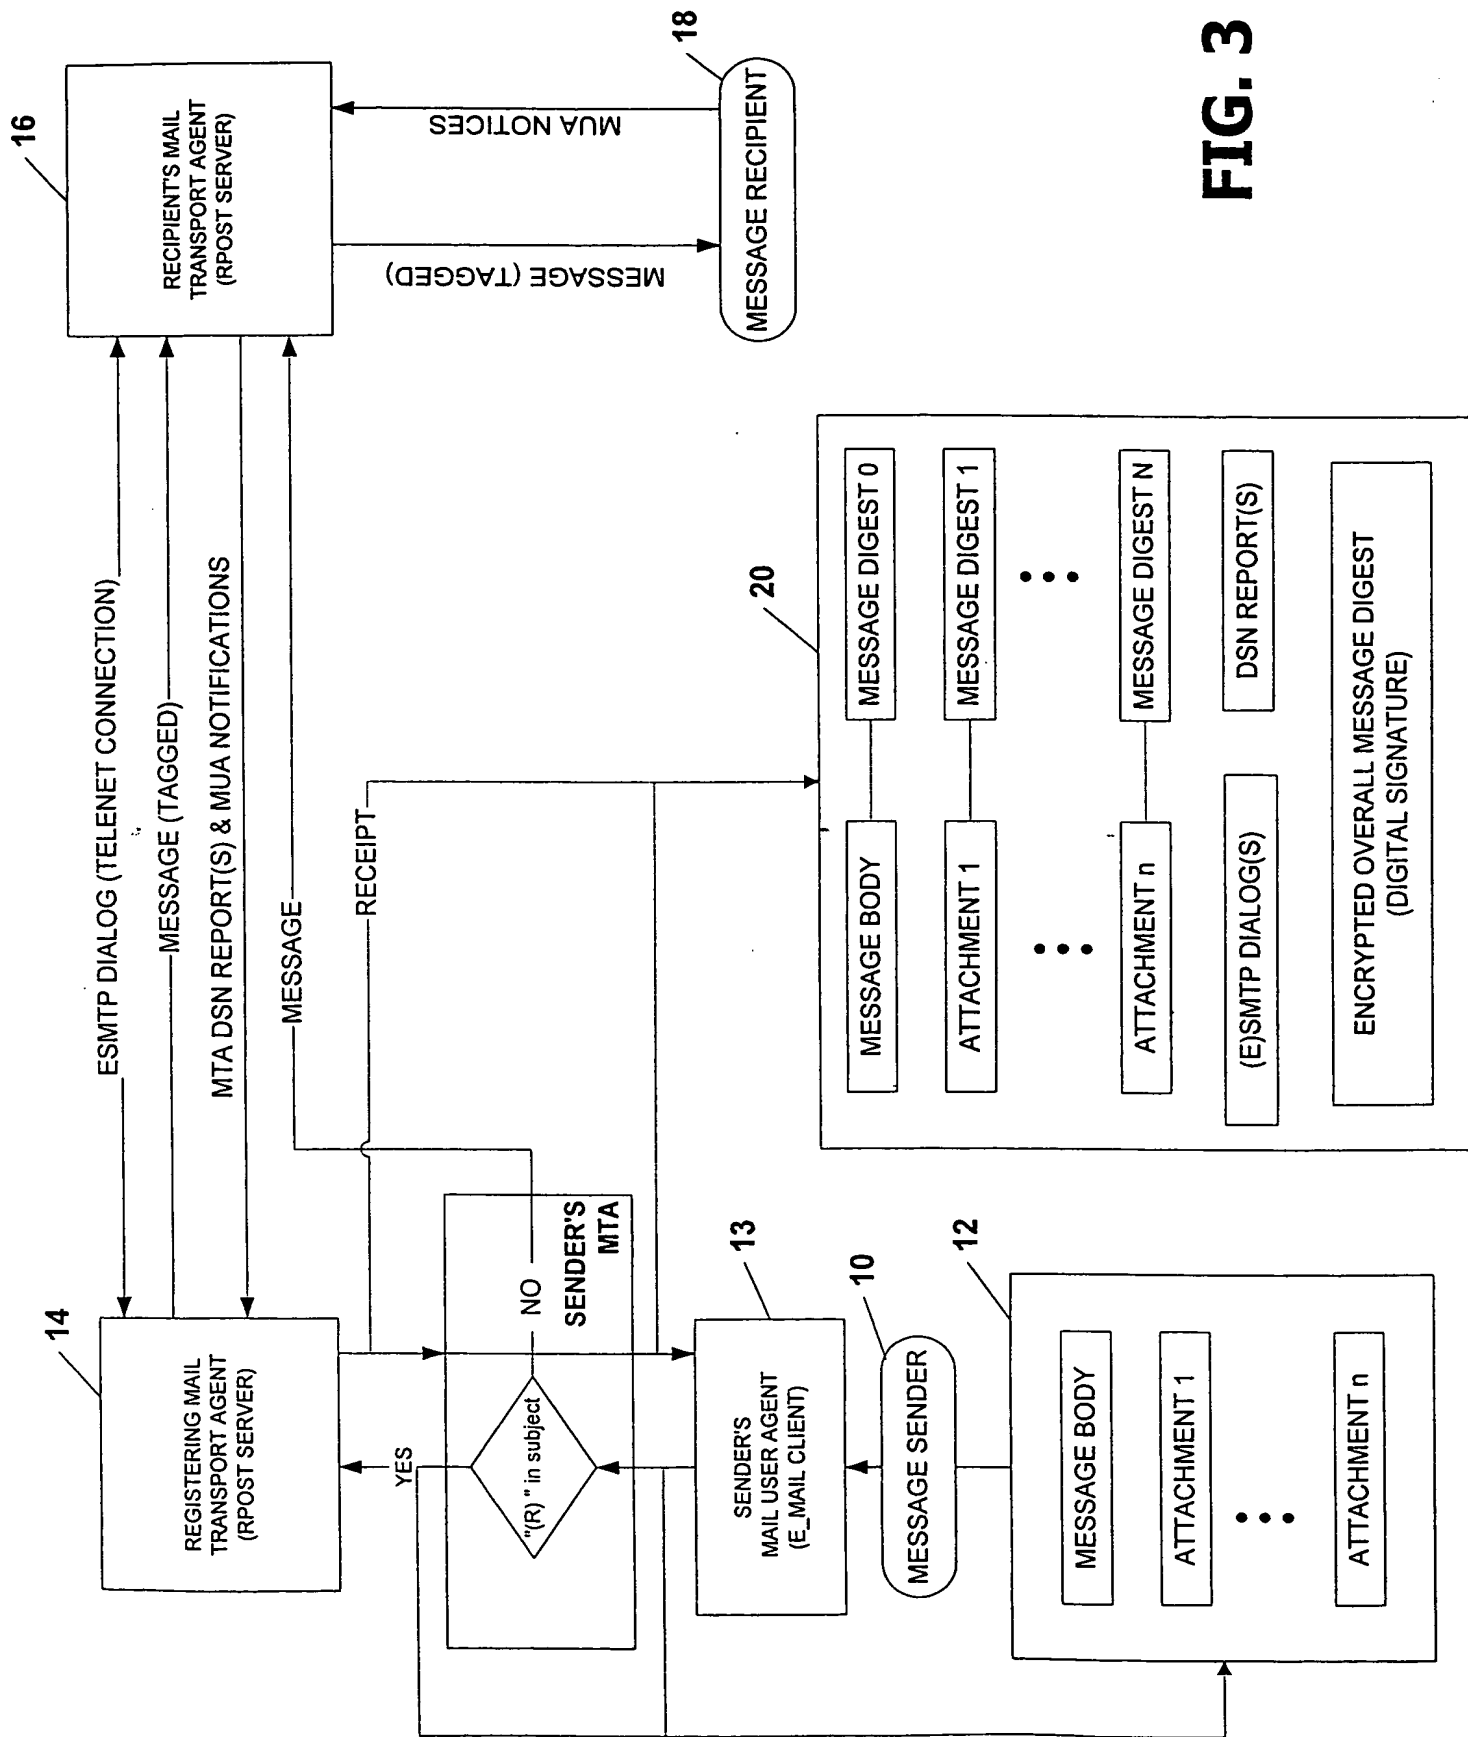 14
REGISTERING MAIL
TRANSPORT AGENT
(RPOST SERVER)
ESMTP DIALOG (TELENET CONNECTION)
MESSAGE (TAGGED)
MTA DSN REPORT(S) & MUA NOTIFICATIONS
MESSAGE
RECEIPT
16
RECIPIENT'S MAIL
TRANSPORT AGENT
(RPOST SERVER)
MESSAGE (TAGGED)
MUA NOTICES
18
MESSAGE RECIPIENT
YES
"(R) " in subject
NO
SENDER'S
MTA
13
SENDER'S
MAIL USER AGENT
(E_MAIL CLIENT)
10
MESSAGE SENDER
12
MESSAGE BODY
ATTACHMENT 1
ATTACHMENT n
20
MESSAGE BODY
MESSAGE DIGEST 0
ATTACHMENT 1
MESSAGE DIGEST 1
ATTACHMENT n
MESSAGE DIGEST N
(E)SMTP DIALOG(S)
DSN REPORT(S)
ENCRYPTED OVERALL MESSAGE DIGEST
(DIGITAL SIGNATURE)
FIG. 3